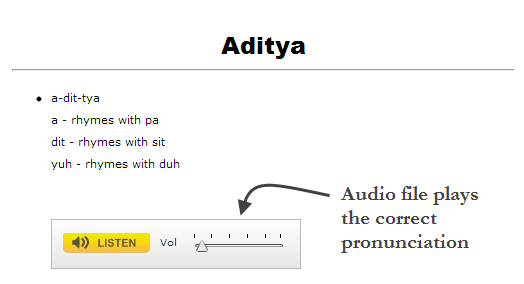 Aditya
a-dit-tya
a - rhymes with pa
dit - rhymes with sit
yuh - rhymes with duh
Audio file plays
the correct
pronunciation
LISTEN Vol